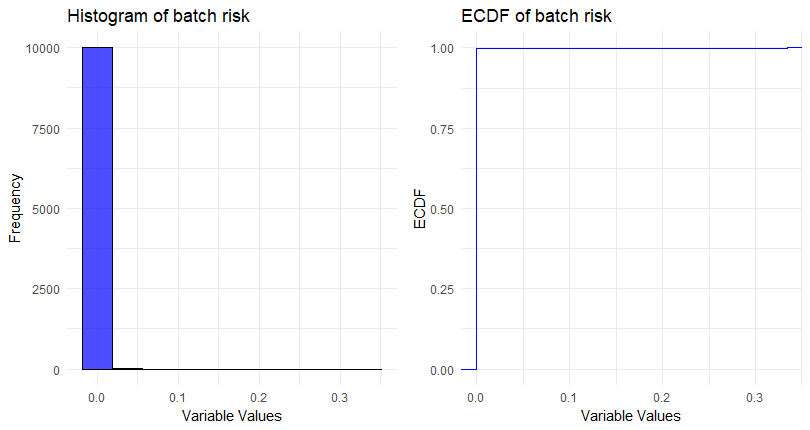 Histogram of batch risk
10000
7500
5000
2500
0
Frequency
0.0 0.1 0.2 0.3
Variable Values
ECDF of batch risk
1.00
0.75
0.50
0.25
0.00
ECDF
0.0 0.1 0.2 0.3
Variable Values